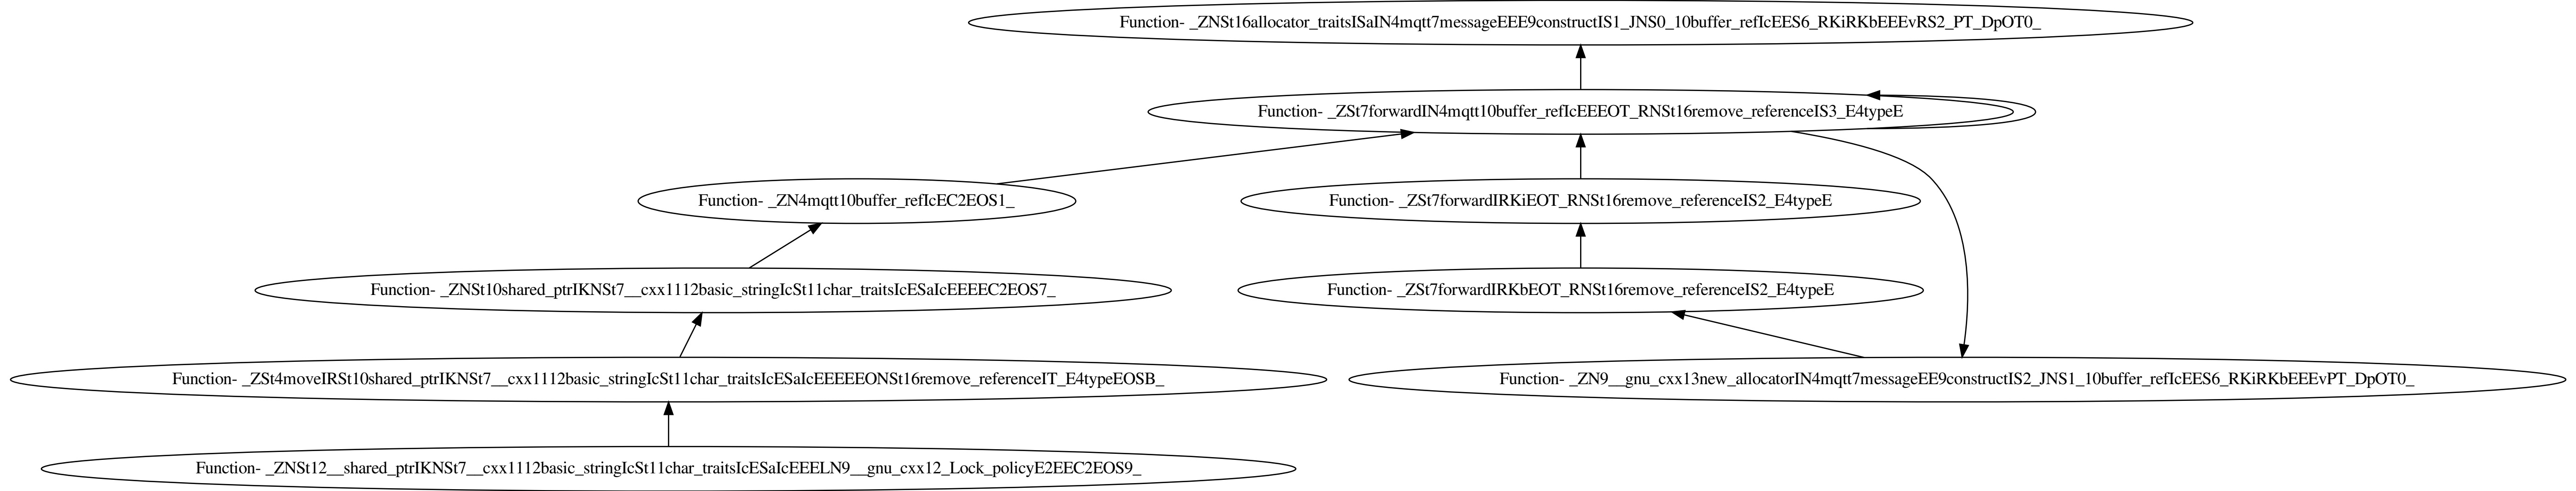 Function- _ZNSt16allocator_traitsISaIN4mqtt7messageEEE9constructIS1_JNS0_10buffer_refIcEES6_RKiRKbEEEvRS2_PT_DpOT0_
Function- _ZSt7forwardIN4mqtt10buffer_refIcEEEOT_RNSt16remove_referenceIS3_E4typeE
Function- _ZN4mqtt10buffer_refIcEC2EOS1_
Function- _ZSt7forwardIRKiEOT_RNSt16remove_referenceIS2_E4typeE
Function- _ZNSt10shared_ptrIKNSt7__cxx1112basic_stringIcSt11char_traitsIcESaIcEEEEC2EOS7_
Function- _ZSt7forwardIRKbEOT_RNSt16remove_referenceIS2_E4typeE
Function- _ZSt4moveIRSt10shared_ptrIKNSt7__cxx1112basic_stringIcSt11char_traitsIcESaIcEEEEEONSt16remove_referenceIT_E4typeEOSB_
Function- _ZN9__gnu_cxx13new_allocatorIN4mqtt7messageEE9constructIS2_JNS1_10buffer_refIcEES6_RKiRKbEEEvPT_DpOT0_
Function- _ZNSt12__shared_ptrIKNSt7__cxx1112basic_stringIcSt11char_traitsIcESaIcEEELN9__gnu_cxx12_Lock_policyE2EEC2EOS9_